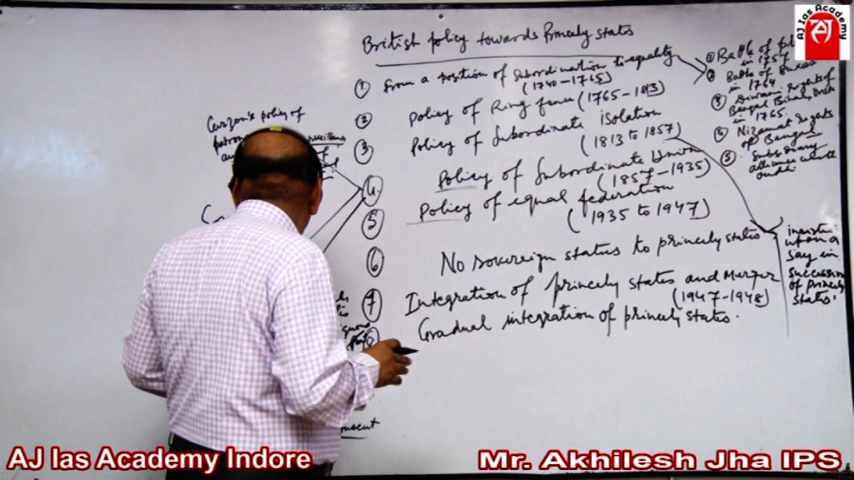 British policy towards Princely states
① From a position of Subordination to equality
(1740-1765)
② Policy of Ring fence (1765-1813)
③ Policy of Subordinate isolation
(1813 to 1857)
4. Policy of Subordinate Union
(1857-1935)
⑤ Policy of equal federation
(1935 to 1947)
⑥ No sovereign status to princely states
⑦ Integration of princely states and Merger
(1947-1948)
⑧ Gradual integration of princely states.
① Battle of
in 1757
② Battle of
in 1764
③ Diwani rights of
Bengal Bihar
in 1765
④ Nizamat rights
of Bengal
⑤ Subsidiary
alliance with
oudh
upon a
say in
succession
of princely
states.
Curzon's policy of
AJ Ias Academy
AJ Ias Academy Indore
Mr. Akhilesh Jha IPS